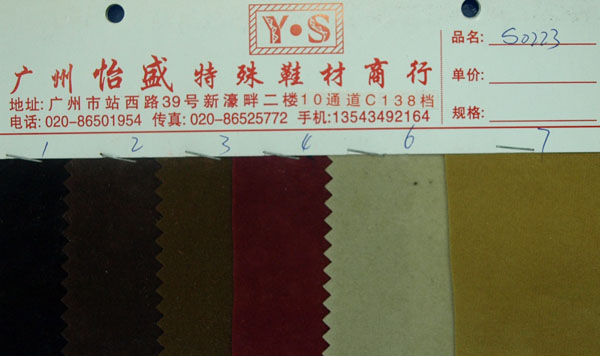 Y·S
广州怡盛特殊鞋材商行
地址:广州市站西路39号新濠畔二楼10通道C138档
电话:020-86501954 传真:020-86525772 手机:13543492164
品名: S0223
单价:
规格:
1 2 3 4 6 7